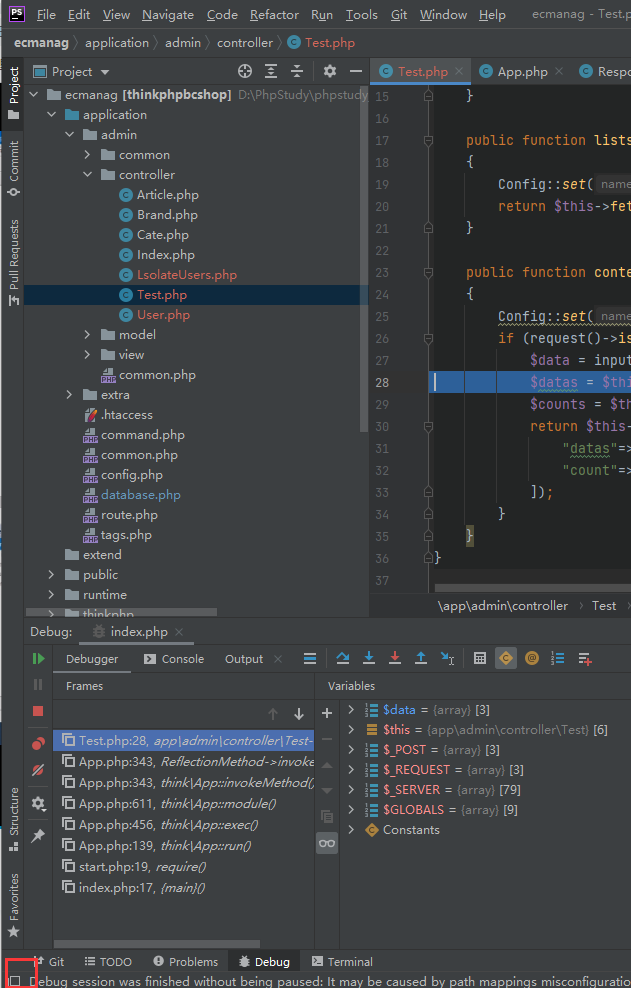 PS File Edit View Navigate Code Refactor Run Tools Git Window Help ecmanag - Test.p
ecmanag application admin controller Test.php
Project
Commit
Pull Requests
Structure
Favorites
Project
Test.php App.php Respo
ecmanag [thinkphpbcshop] D:\PhpStudy\phpstudy_
application
admin
common
controller
Article.php
Brand.php
Cate.php
Index.php
LsolateUsers.php
Test.php
User.php
model
view
common.php
extra
.htaccess
command.php
common.php
config.php
database.php
route.php
tags.php
extend
public
runtime
thinkphp
15 }
16
17 public function lists
18 {
19 Config::set( name
20 return $this->fet
21 }
22
23 public function conte
24 {
25 Config::set( name
26 if (request()->is
27 $data = input
28 $datas = $thi
29 $counts = $th
30 return $this-
31 "datas"=>
32 "count"=>
33 ]);
34 }
35 }
36 }
37
\app\admin\controller Test
Debug: index.php
Debugger Console Output
Frames
Test.php:28, app\admin\controller\Test-
App.php:343, ReflectionMethod->invoke
App.php:343, think\App::invokeMethod()
App.php:611, think\App::module()
App.php:456, think\App::exec()
App.php:139, think\App::run()
start.php:19, require()
index.php:17, {main}()
Variables
$data = {array} [3]
$this = {app\admin\controller\Test} [6]
$_POST = {array} [3]
$_REQUEST = {array} [3]
$_SERVER = {array} [79]
$GLOBALS = {array} [9]
Constants
Git TODO Problems Debug Terminal
Debug session was finished without being paused: It may be caused by path mappings misconfiguratio